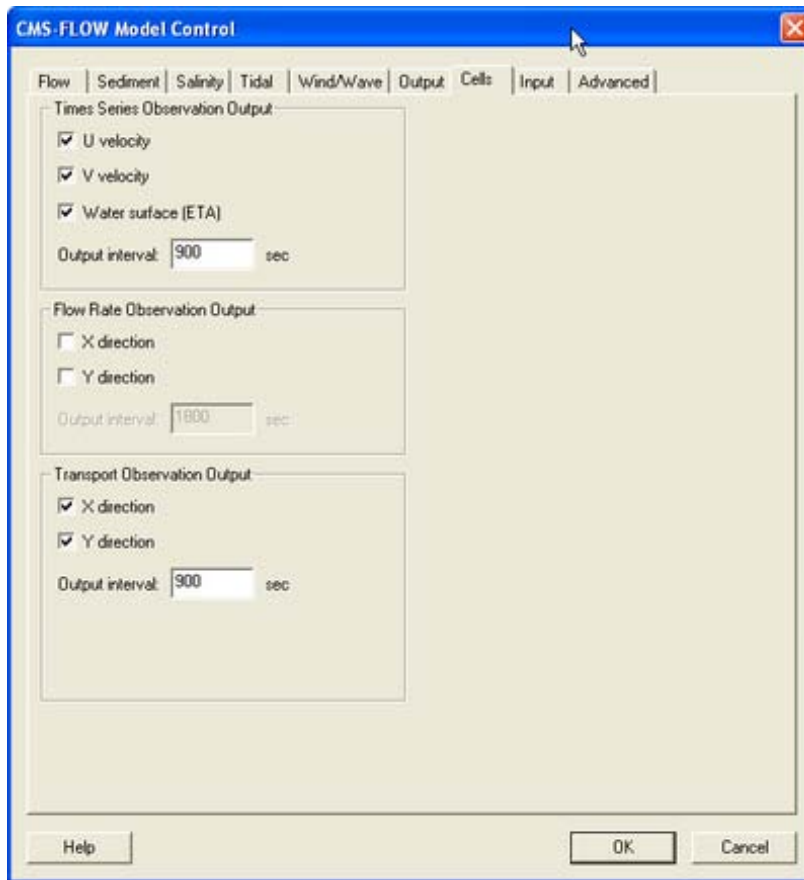 CMS-FLOW Model Control
Flow Sediment Salinity Tidal Wind/Wave Output Cells Input Advanced
Times Series Observation Output
U velocity
V velocity
Water surface (ETA)
Output interval: 900 sec
Flow Rate Observation Output
X direction
Y direction
Output interval: 1800 sec
Transport Observation Output
X direction
Y direction
Output interval: 900 sec
Help OK Cancel